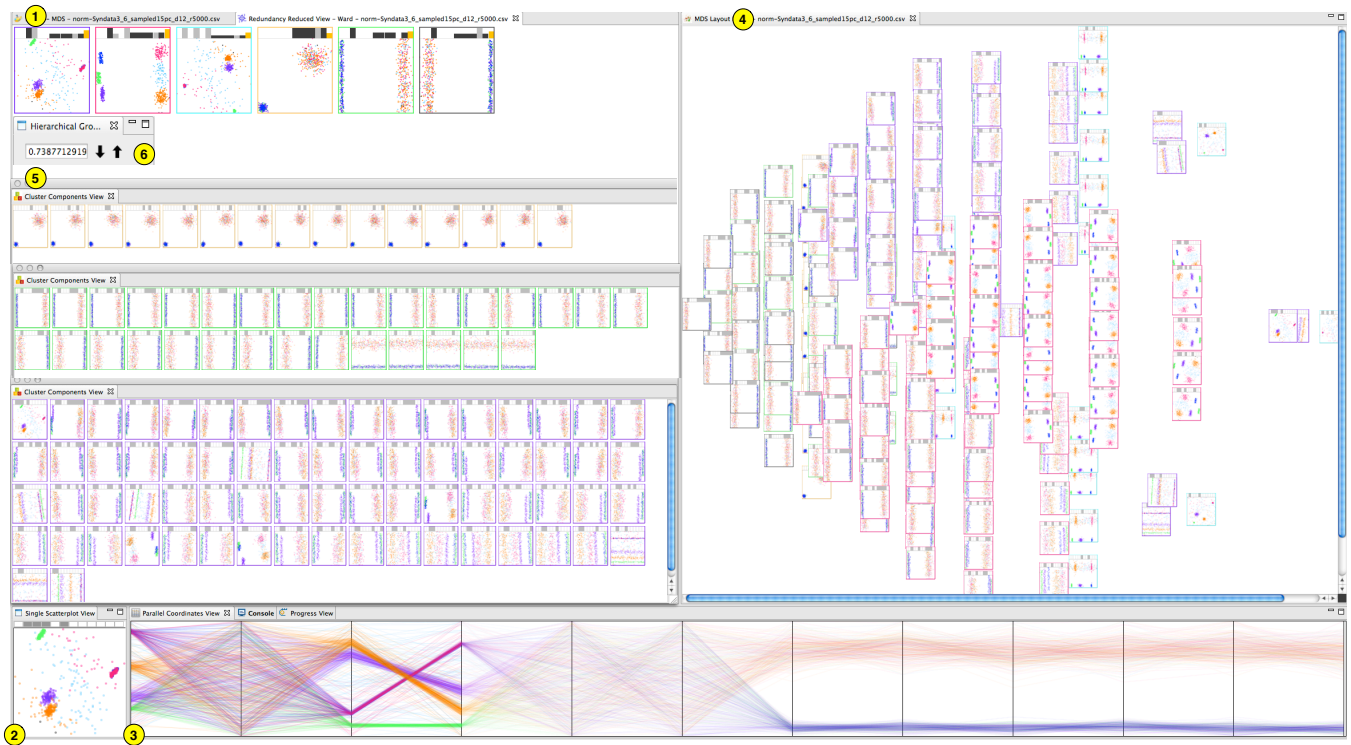 1
MDS - norm-Syndata3_6_sampled15pc_d12_r5000.csv
Redundancy Reduced View - Ward - norm-Syndata3_6_sampled15pc_d12_r5000.csv
MDS Layout
4
- norm-Syndata3_6_sampled15pc_d12_r5000.csv
Hierarchical Gro...
0.7387712919
6
5
Cluster Components View
Cluster Components View
Cluster Components View
Single Scatterplot View
Parallel Coordinates View
Console
Progress View
2
3